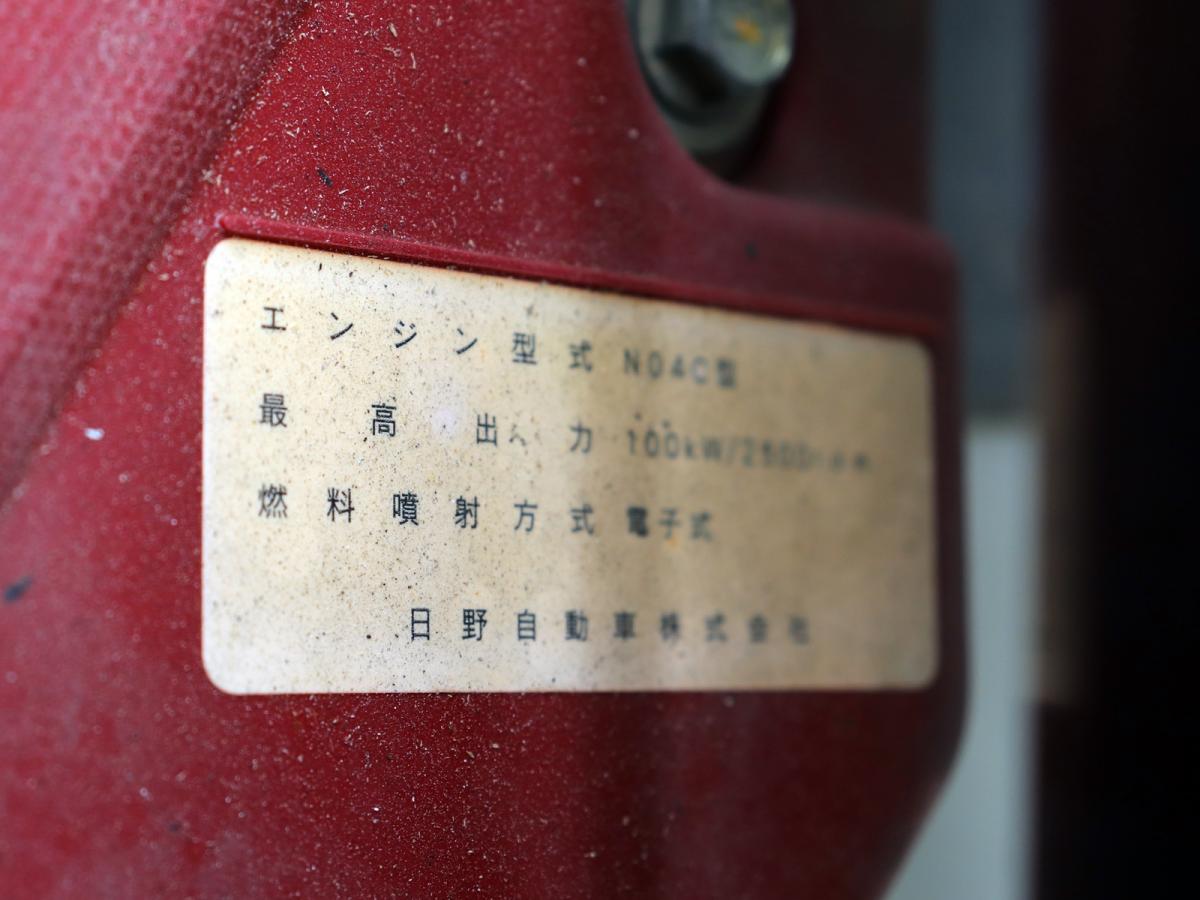 エンジン型式 N04C型
最高出力 100kW/2500rpm
燃料噴射方式 電子式
日野自動車株式会社